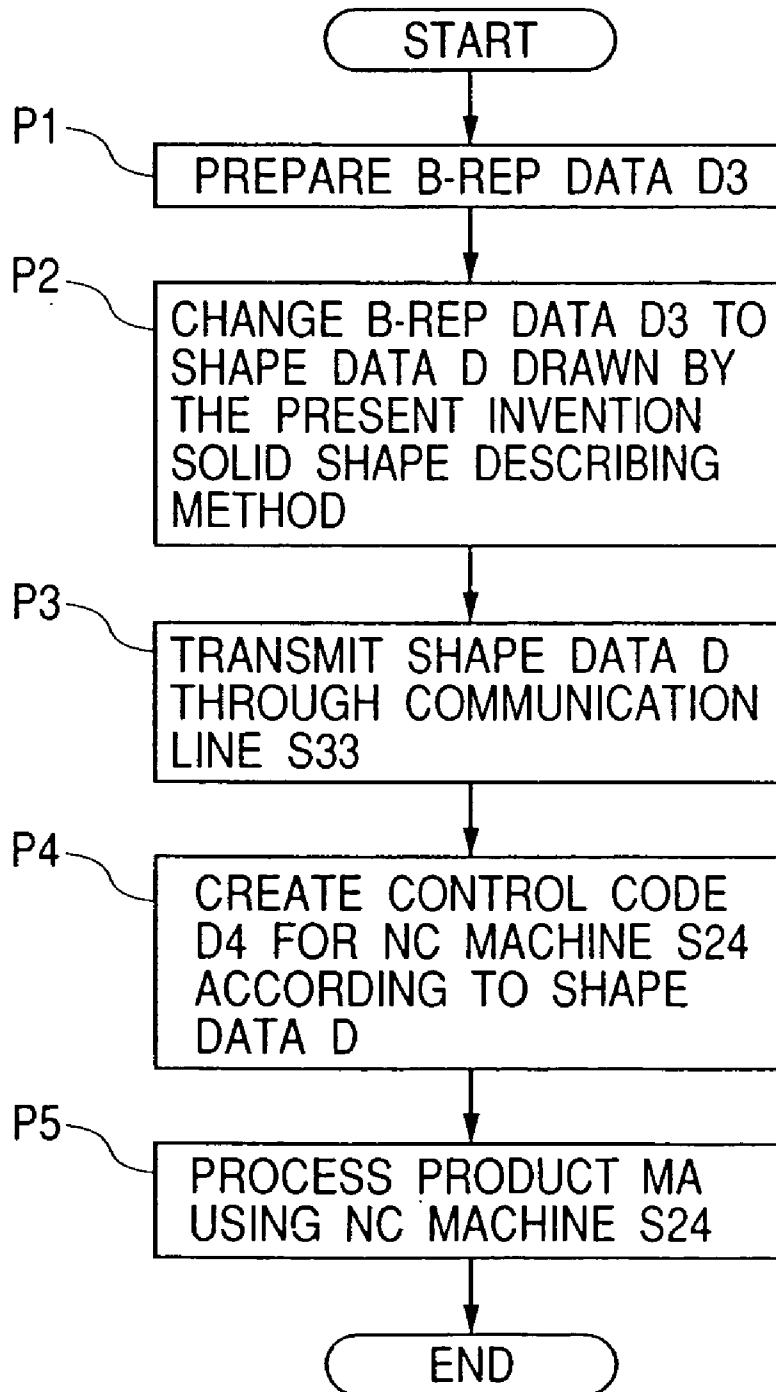 START
P1
PREPARE B-REP DATA D3
P2
CHANGE B-REP DATA D3 TO
SHAPE DATA D DRAWN BY
THE PRESENT INVENTION
SOLID SHAPE DESCRIBING
METHOD
P3
TRANSMIT SHAPE DATA D
THROUGH COMMUNICATION
LINE S33
P4
CREATE CONTROL CODE
D4 FOR NC MACHINE S24
ACCORDING TO SHAPE
DATA D
P5
PROCESS PRODUCT MA
USING NC MACHINE S24
END